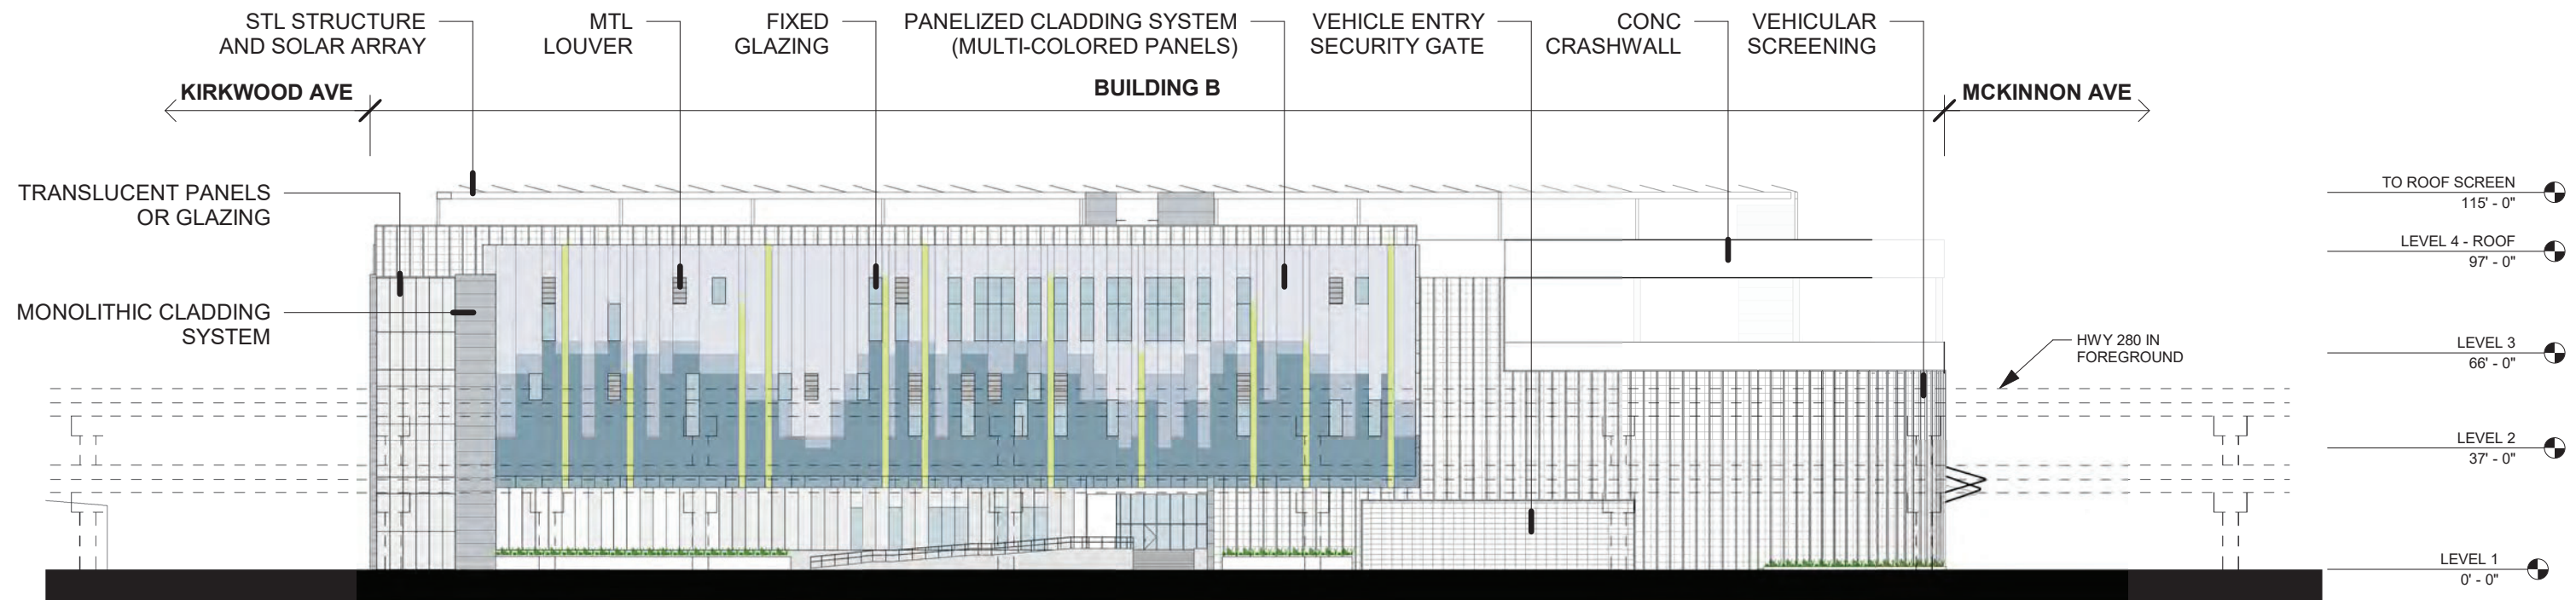 STL STRUCTURE
AND SOLAR ARRAY
MTL
LOUVER
FIXED
GLAZING
PANELIZED CLADDING SYSTEM
(MULTI-COLORED PANELS)
VEHICLE ENTRY
SECURITY GATE
CONC
CRASHWALL
VEHICULAR
SCREENING
KIRKWOOD AVE
BUILDING B
MCKINNON AVE
TRANSLUCENT PANELS
OR GLAZING
MONOLITHIC CLADDING
SYSTEM
HWY 280 IN
FOREGROUND
TO ROOF SCREEN
115' - 0"
LEVEL 4 - ROOF
97' - 0"
LEVEL 3
66' - 0"
LEVEL 2
37' - 0"
LEVEL 1
0' - 0"